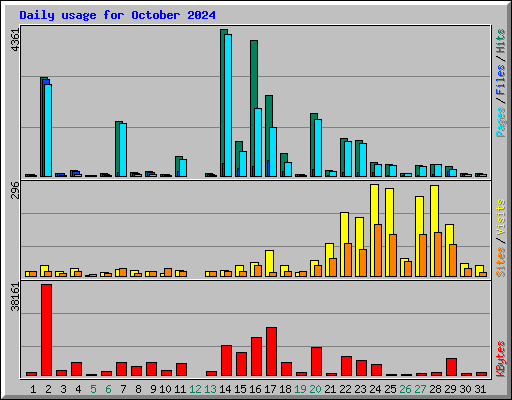 Daily usage for October 2024
4361
Pages / Files / Hits
296
Sites / Visits
38161
KBytes
1 2 3 4 5 6 7 8 9 10 11 12 13 14 15 16 17 18 19 20 21 22 23 24 25 26 27 28 29 30 31